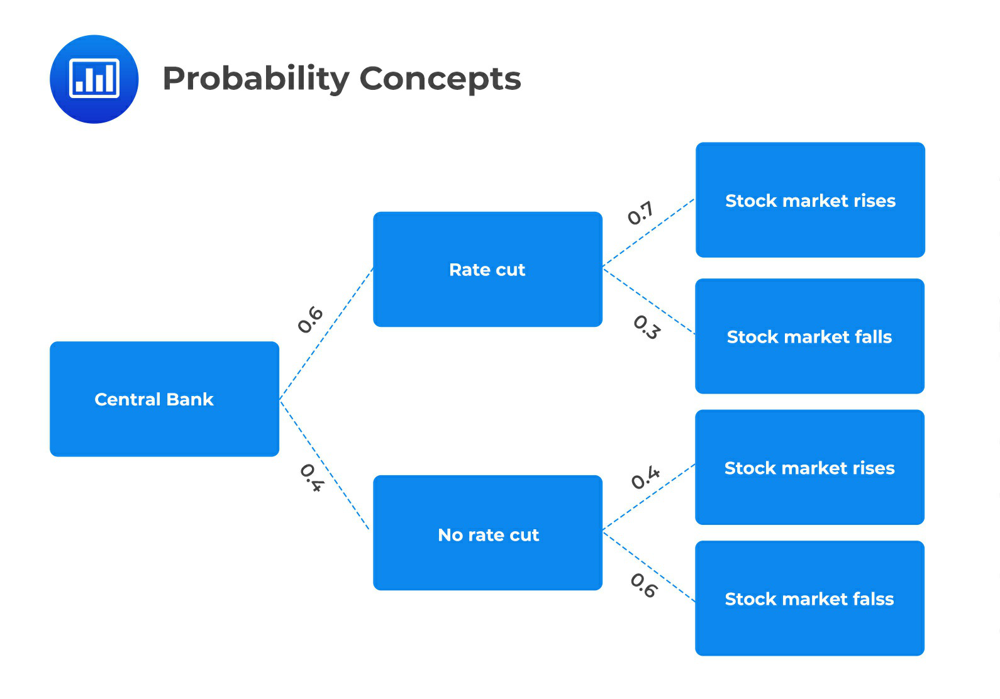 Probability Concepts
Stock market rises
0.7
Rate cut
0.6
0.3
Stock market falls
Central Bank
0.4
Stock market rises
0.4
No rate cut
0.6
Stock market falss